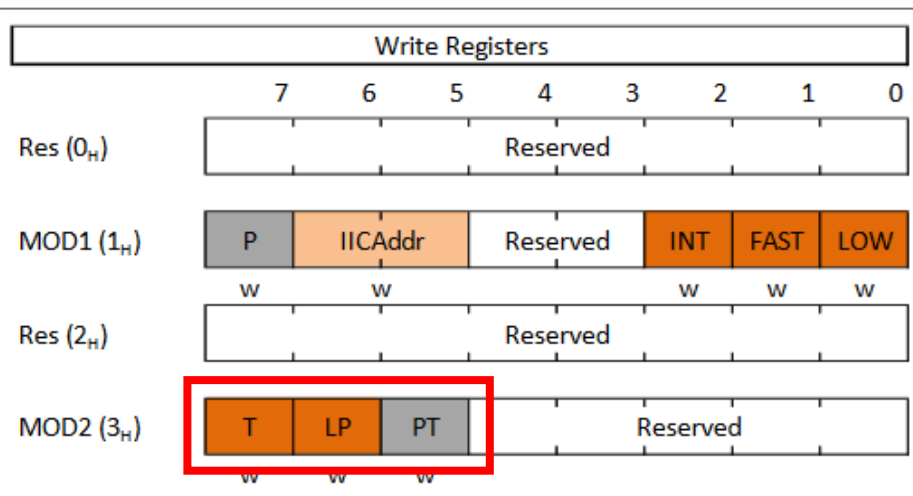 Write Registers
7 6 5 4 3 2 1 0
Res (0H) Reserved
MOD1 (1H) P IICAddr Reserved INT FAST LOW
w w w w w
Res (2H) Reserved
MOD2 (3H) T LP PT Reserved
w w w